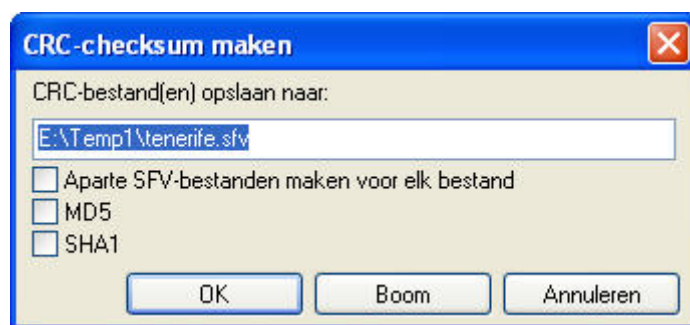 CRC-checksum maken
CRC-bestand(en) opslaan naar:
E:\Temp1\tenerife.sfv
Aparte SFV-bestanden maken voor elk bestand
MD5
SHA1
OK Boom Annuleren